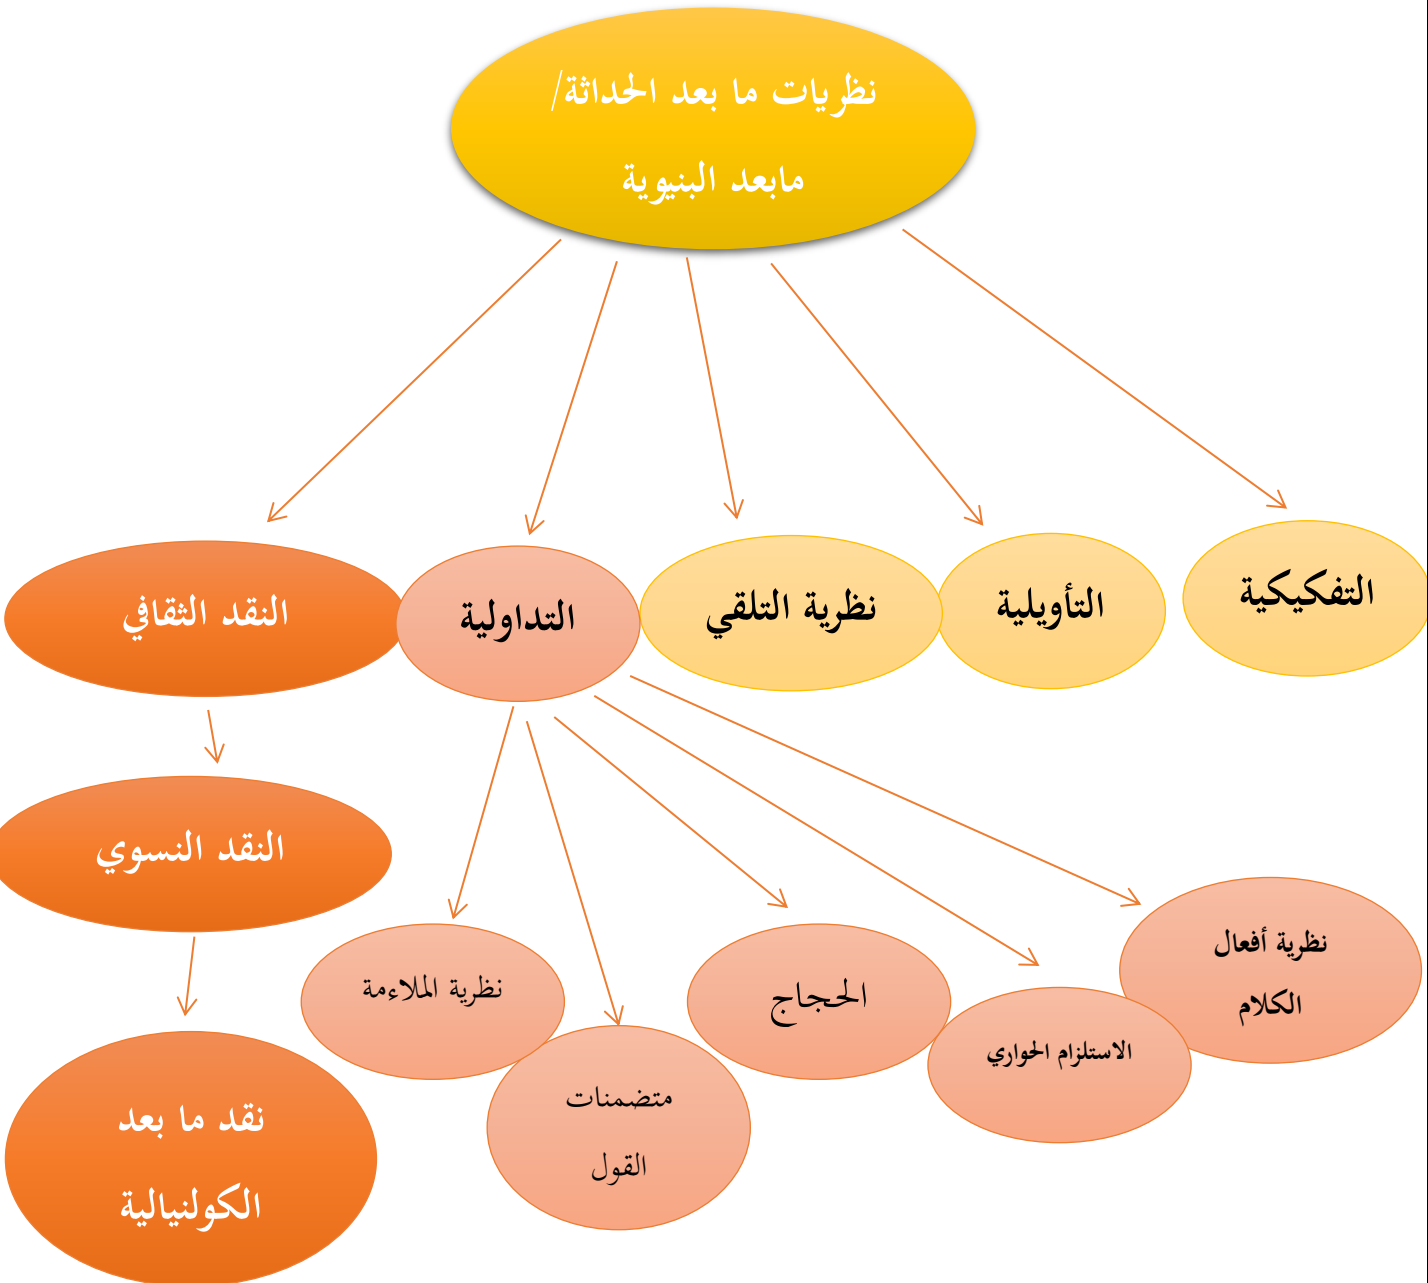 نظريات ما بعد الحداثة/
مابعد البنيوية
التفكيكية
التأويلية
نظرية التلقي
التداولية
النقد الثقافي
النقد النسوي
نقد ما بعد
الكولنيالية
نظرية أفعال
الكلام
الاستلزام الحواري
الحجاج
متضمنات
القول
نظرية الملاءمة